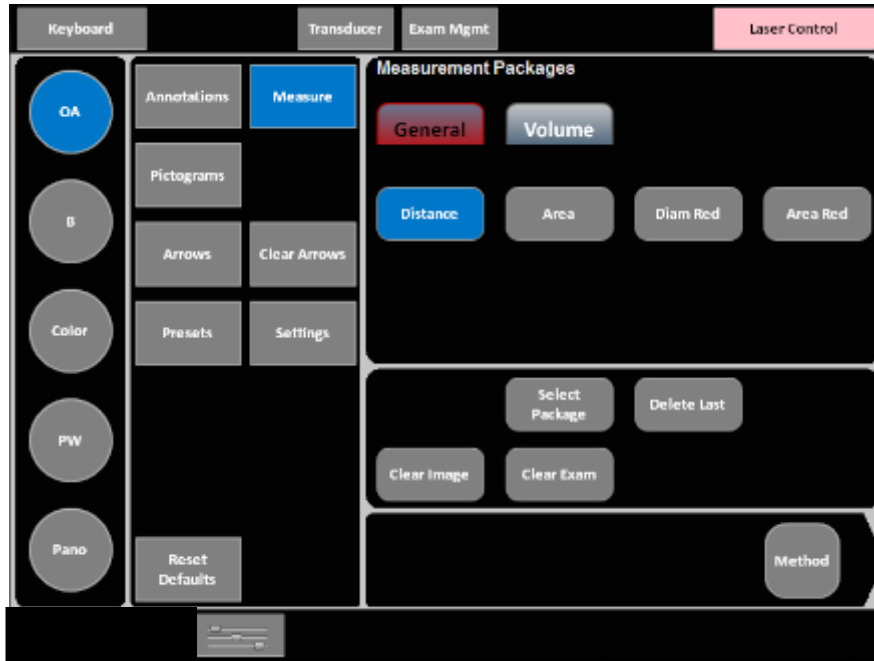 Keyboard
Transducer
Exam Mgmt
Laser Control
OA
B
Color
PW
Pano
Annotations
Measure
Pictograms
Arrows
Clear Arrows
Presets
Settings
Reset
Defaults
Measurement Packages
General
Volume
Distance
Area
Diam Red
Area Red
Select
Package
Delete Last
Clear Image
Clear Exam
Method